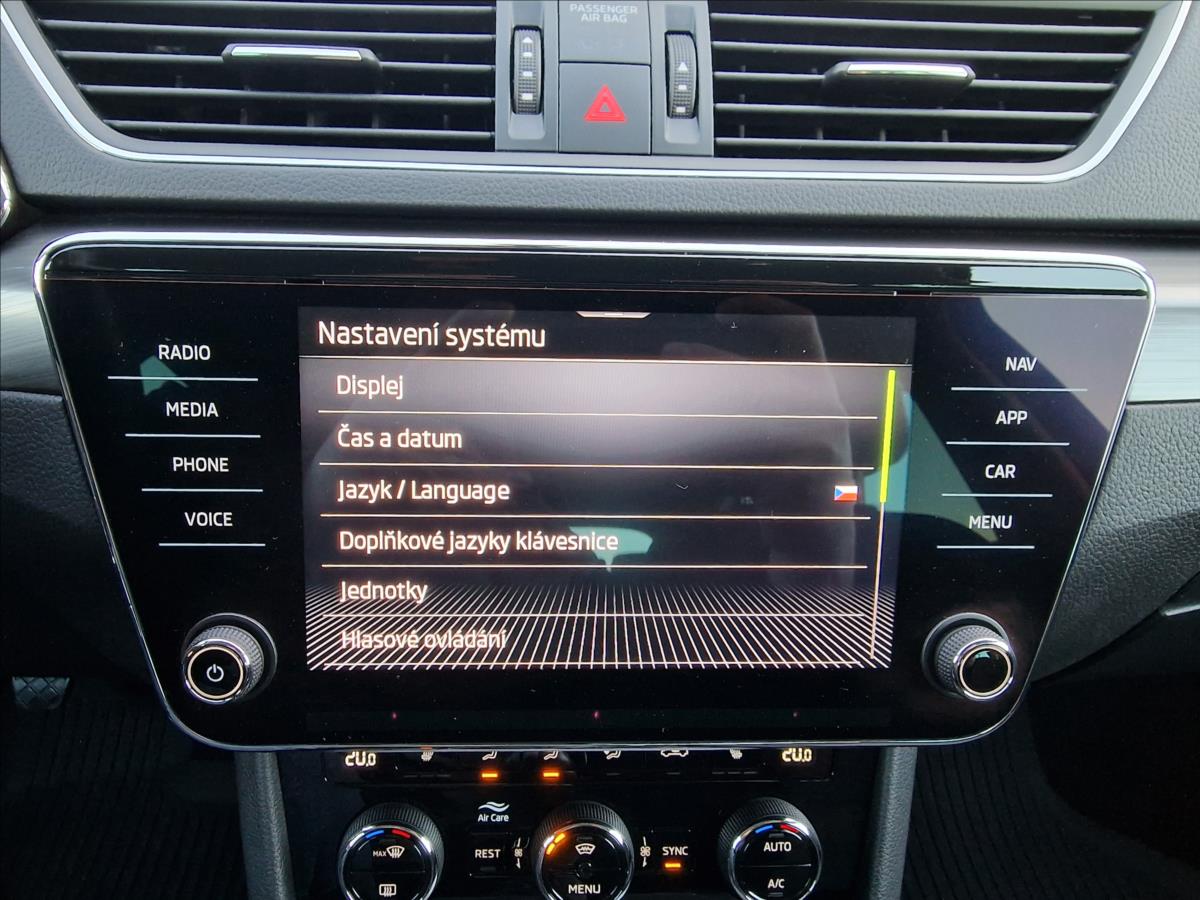 PASSENGER
AIR BAG
Nastavení systému
RADIO
MEDIA
PHONE
VOICE
Displej
Čas a datum
Jazyk / Language
Doplňkové jazyky klávesnice
Jednotky
Hlasové ovládání
NAV
APP
CAR
MENU
20.0
20.0
Air Care
MAX
REST
MENU
SYNC
AUTO
A/C